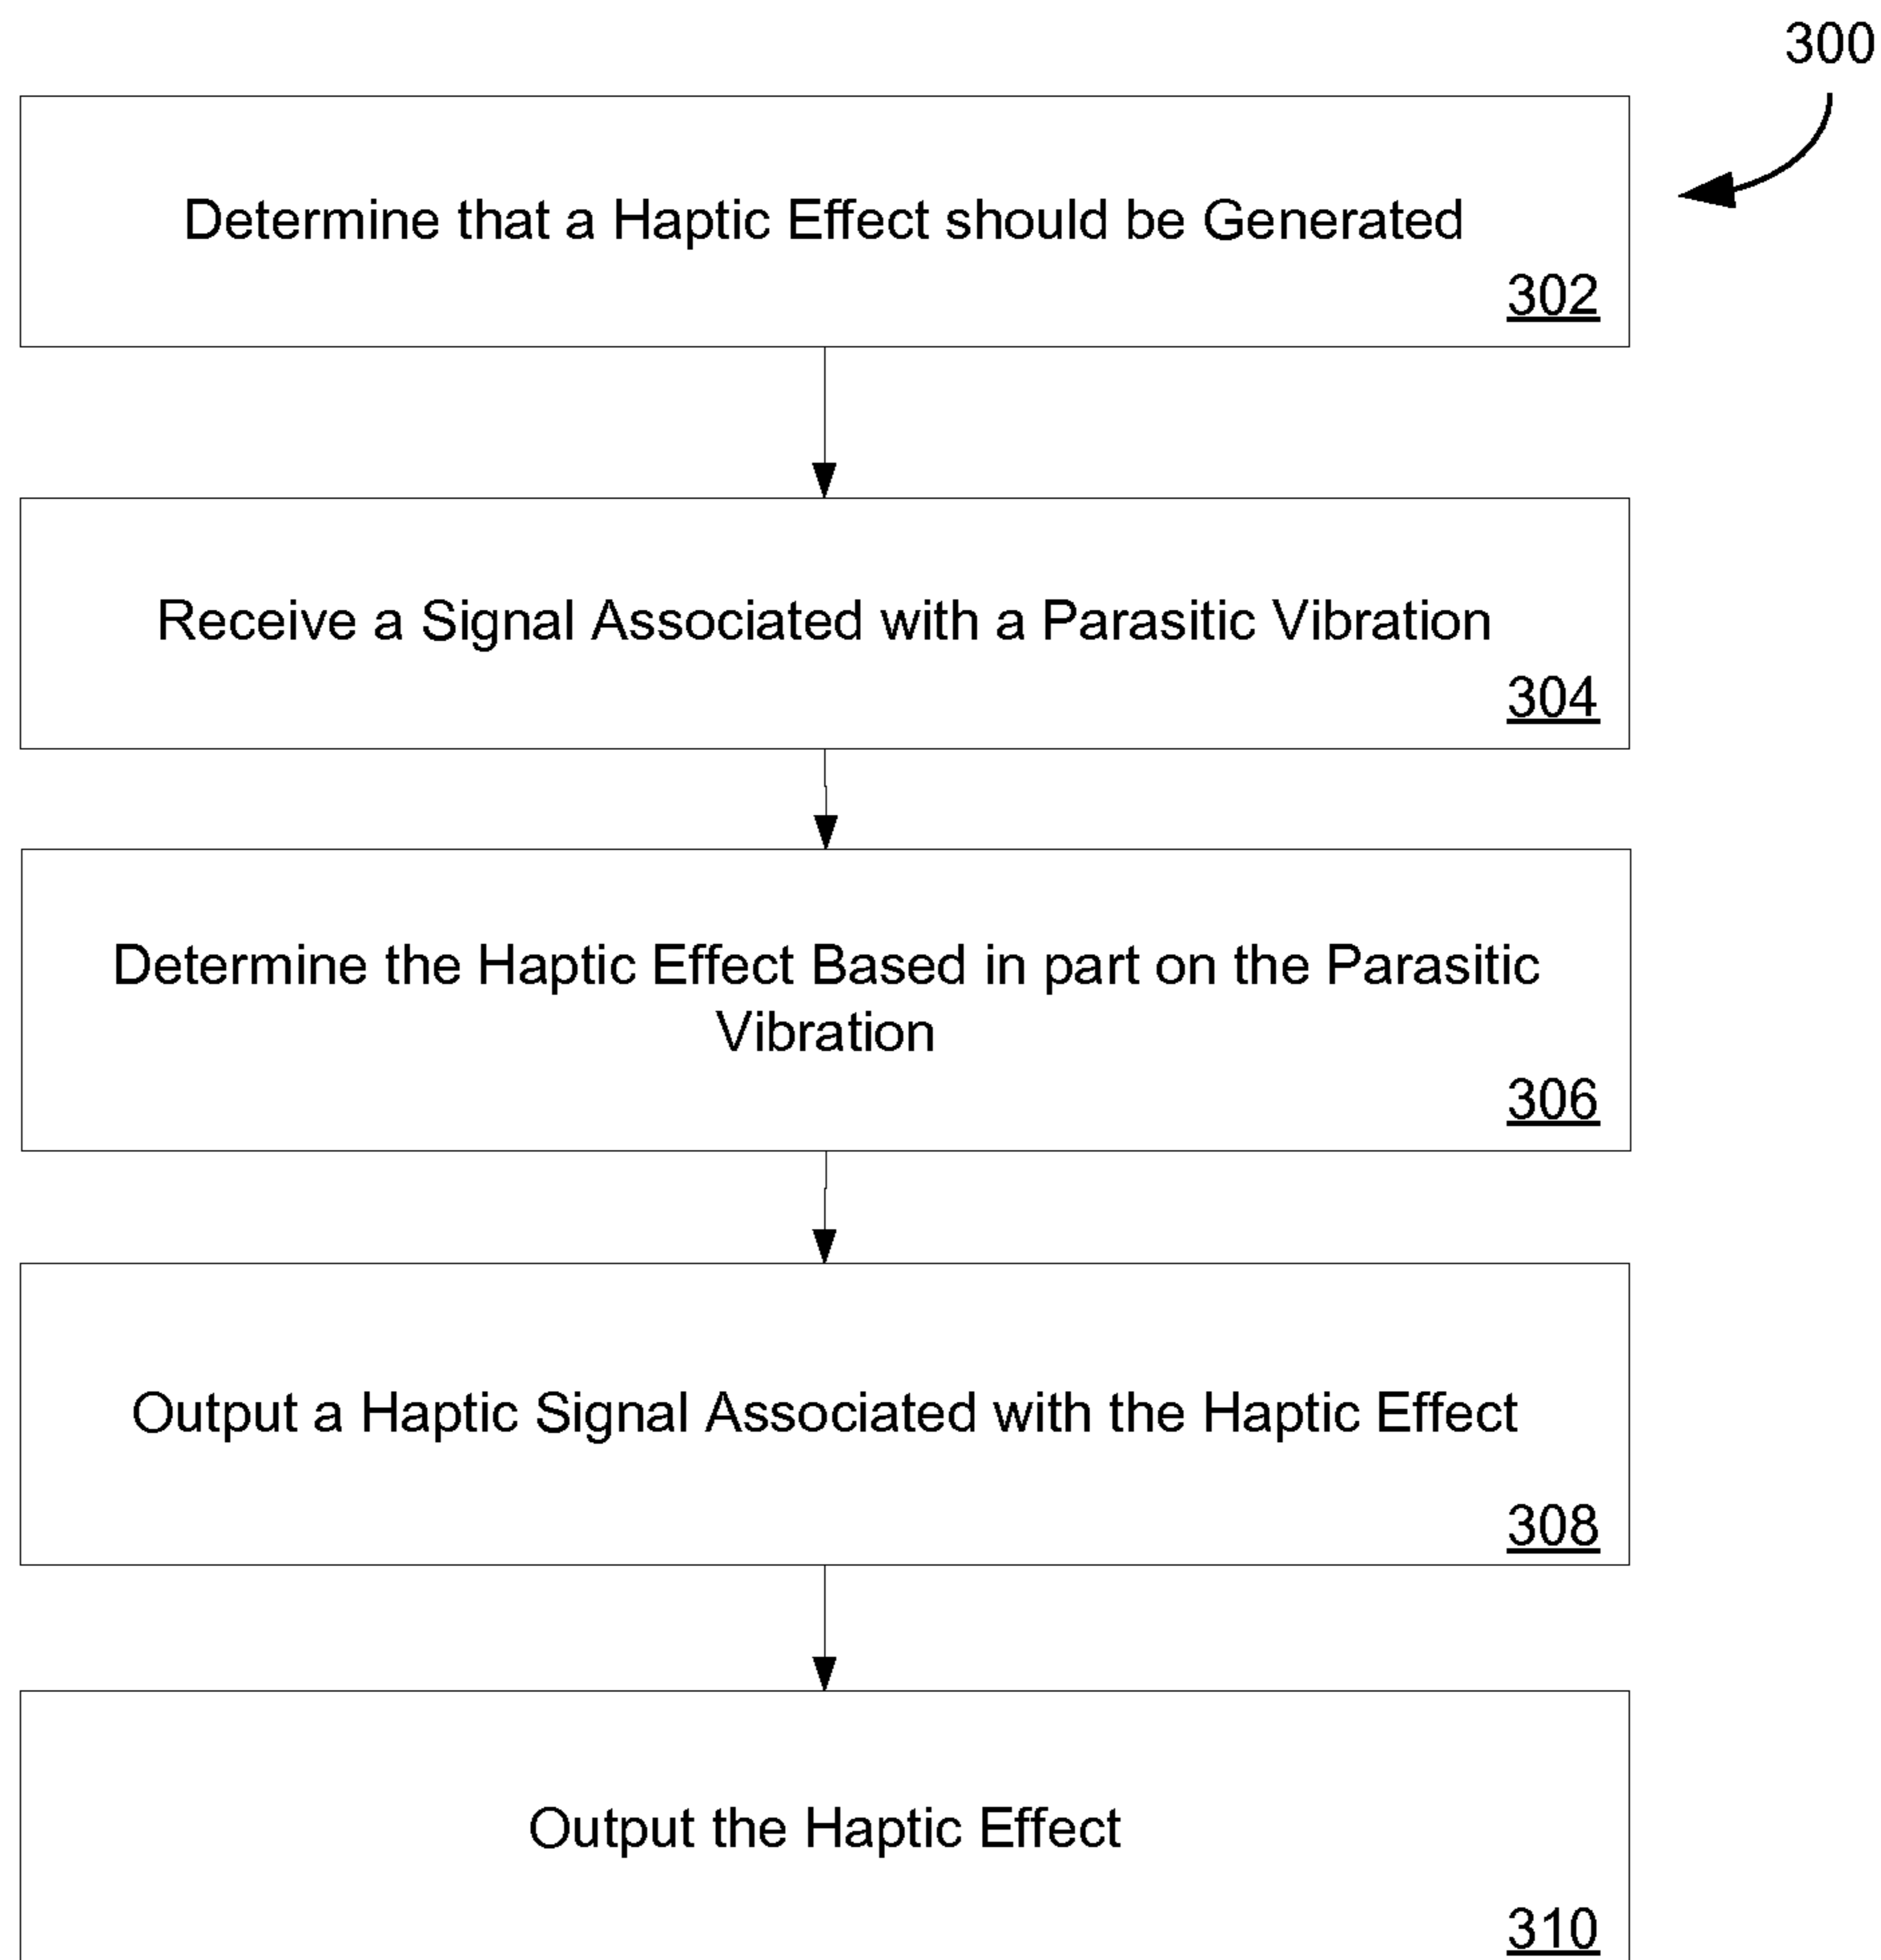 300
Determine that a Haptic Effect should be Generated
302
Receive a Signal Associated with a Parasitic Vibration
304
Determine the Haptic Effect Based in part on the Parasitic
Vibration
306
Output a Haptic Signal Associated with the Haptic Effect
308
Output the Haptic Effect
310